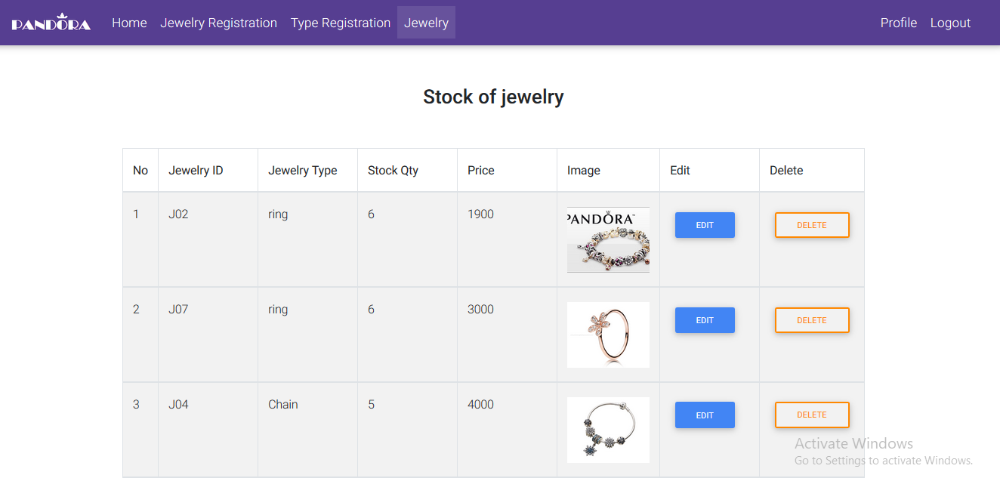 PANDORA Home Jewelry Registration Type Registration Jewelry Profile Logout
Stock of jewelry
No Jewelry ID Jewelry Type Stock Qty Price Image Edit Delete
1 J02 ring 6 1900 PANDORA™ EDIT DELETE
2 J07 ring 6 3000 EDIT DELETE
3 J04 Chain 5 4000 EDIT DELETE
Activate Windows
Go to Settings to activate Windows.